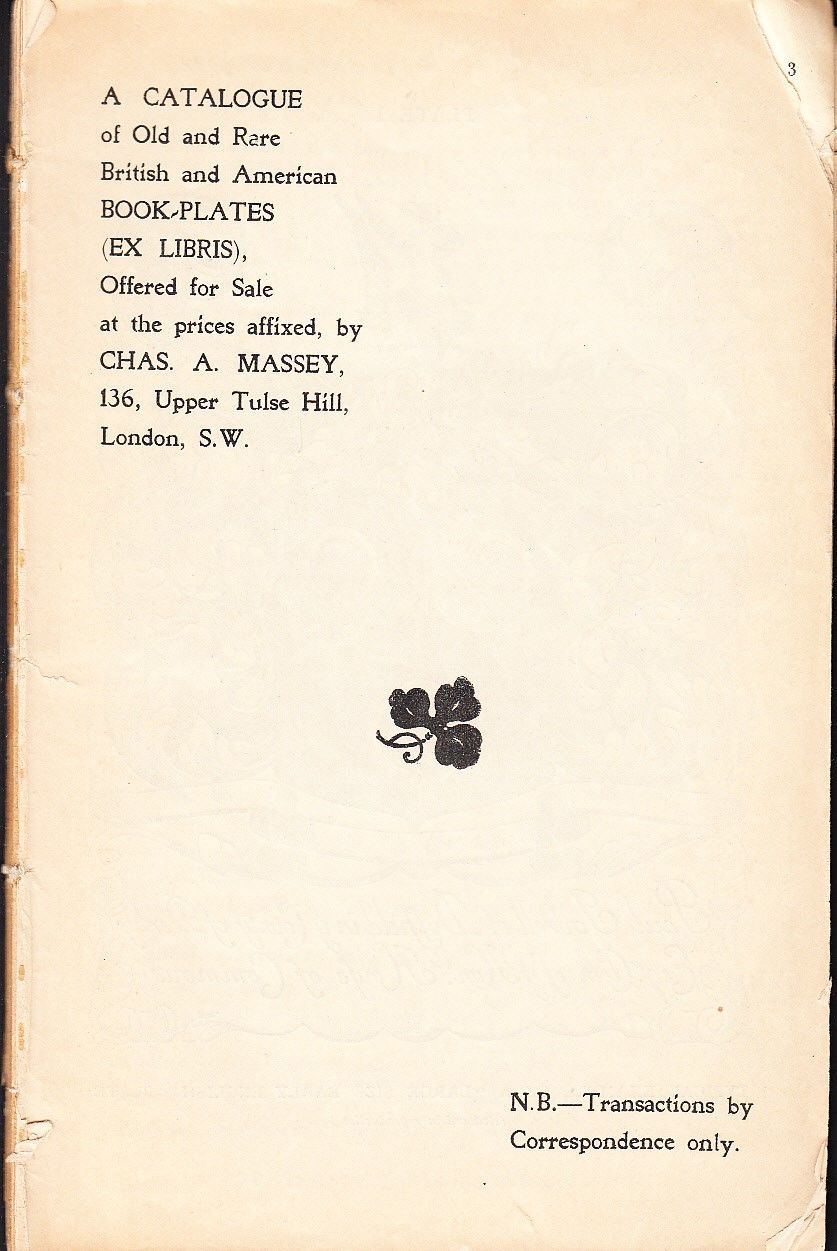 3
A CATALOGUE
of Old and Rare
British and American
BOOK-PLATES
(EX LIBRIS),
Offered for Sale
at the prices affixed, by
CHAS. A. MASSEY,
136, Upper Tulse Hill,
London, S.W.
N.B.—Transactions by
Correspondence only.